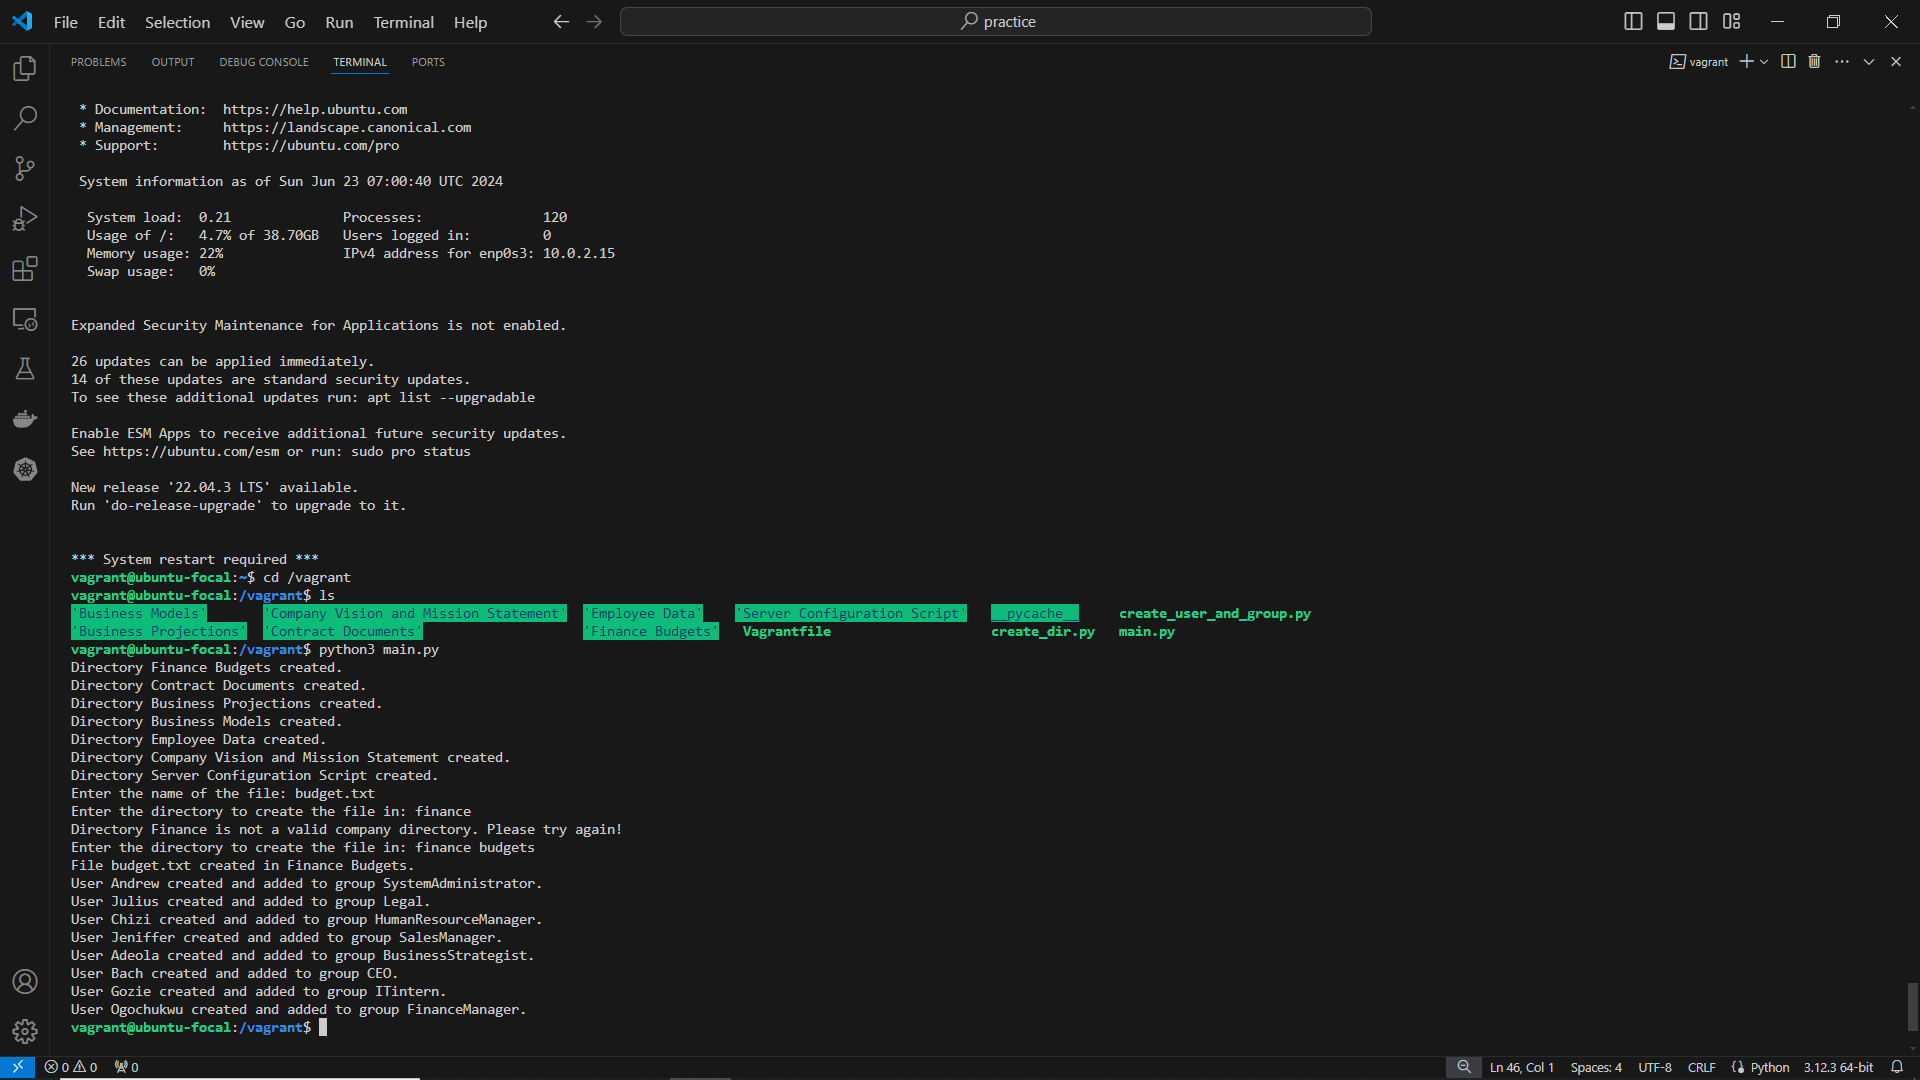 File Edit Selection View Go Run Terminal Help practice
PROBLEMS OUTPUT DEBUG CONSOLE TERMINAL PORTS vagrant
* Documentation: https://help.ubuntu.com
* Management: https://landscape.canonical.com
* Support: https://ubuntu.com/pro
System information as of Sun Jun 23 07:00:40 UTC 2024
System load: 0.21 Processes: 120
Usage of /: 4.7% of 38.70GB Users logged in: 0
Memory usage: 22% IPv4 address for enp0s3: 10.0.2.15
Swap usage: 0%
Expanded Security Maintenance for Applications is not enabled.
26 updates can be applied immediately.
14 of these updates are standard security updates.
To see these additional updates run: apt list --upgradable
Enable ESM Apps to receive additional future security updates.
See https://ubuntu.com/esm or run: sudo pro status
New release '22.04.3 LTS' available.
Run 'do-release-upgrade' to upgrade to it.
*** System restart required ***
vagrant@ubuntu-focal:~$ cd /vagrant
vagrant@ubuntu-focal:/vagrant$ ls
'Business Models' 'Company Vision and Mission Statement' 'Employee Data' 'Server Configuration Script' __pycache__ create_user_and_group.py
'Business Projections' 'Contract Documents' 'Finance Budgets' Vagrantfile create_dir.py main.py
vagrant@ubuntu-focal:/vagrant$ python3 main.py
Directory Finance Budgets created.
Directory Contract Documents created.
Directory Business Projections created.
Directory Business Models created.
Directory Employee Data created.
Directory Company Vision and Mission Statement created.
Directory Server Configuration Script created.
Enter the name of the file: budget.txt
Enter the directory to create the file in: finance
Directory Finance is not a valid company directory. Please try again!
Enter the directory to create the file in: finance budgets
File budget.txt created in Finance Budgets.
User Andrew created and added to group SystemAdministrator.
User Julius created and added to group Legal.
User Chizi created and added to group HumanResourceManager.
User Jeniffer created and added to group SalesManager.
User Adeola created and added to group BusinessStrategist.
User Bach created and added to group CEO.
User Gozie created and added to group ITintern.
User Ogochukwu created and added to group FinanceManager.
vagrant@ubuntu-focal:/vagrant$
0 0 0 Ln 46, Col 1 Spaces: 4 UTF-8 CRLF Python 3.12.3 64-bit